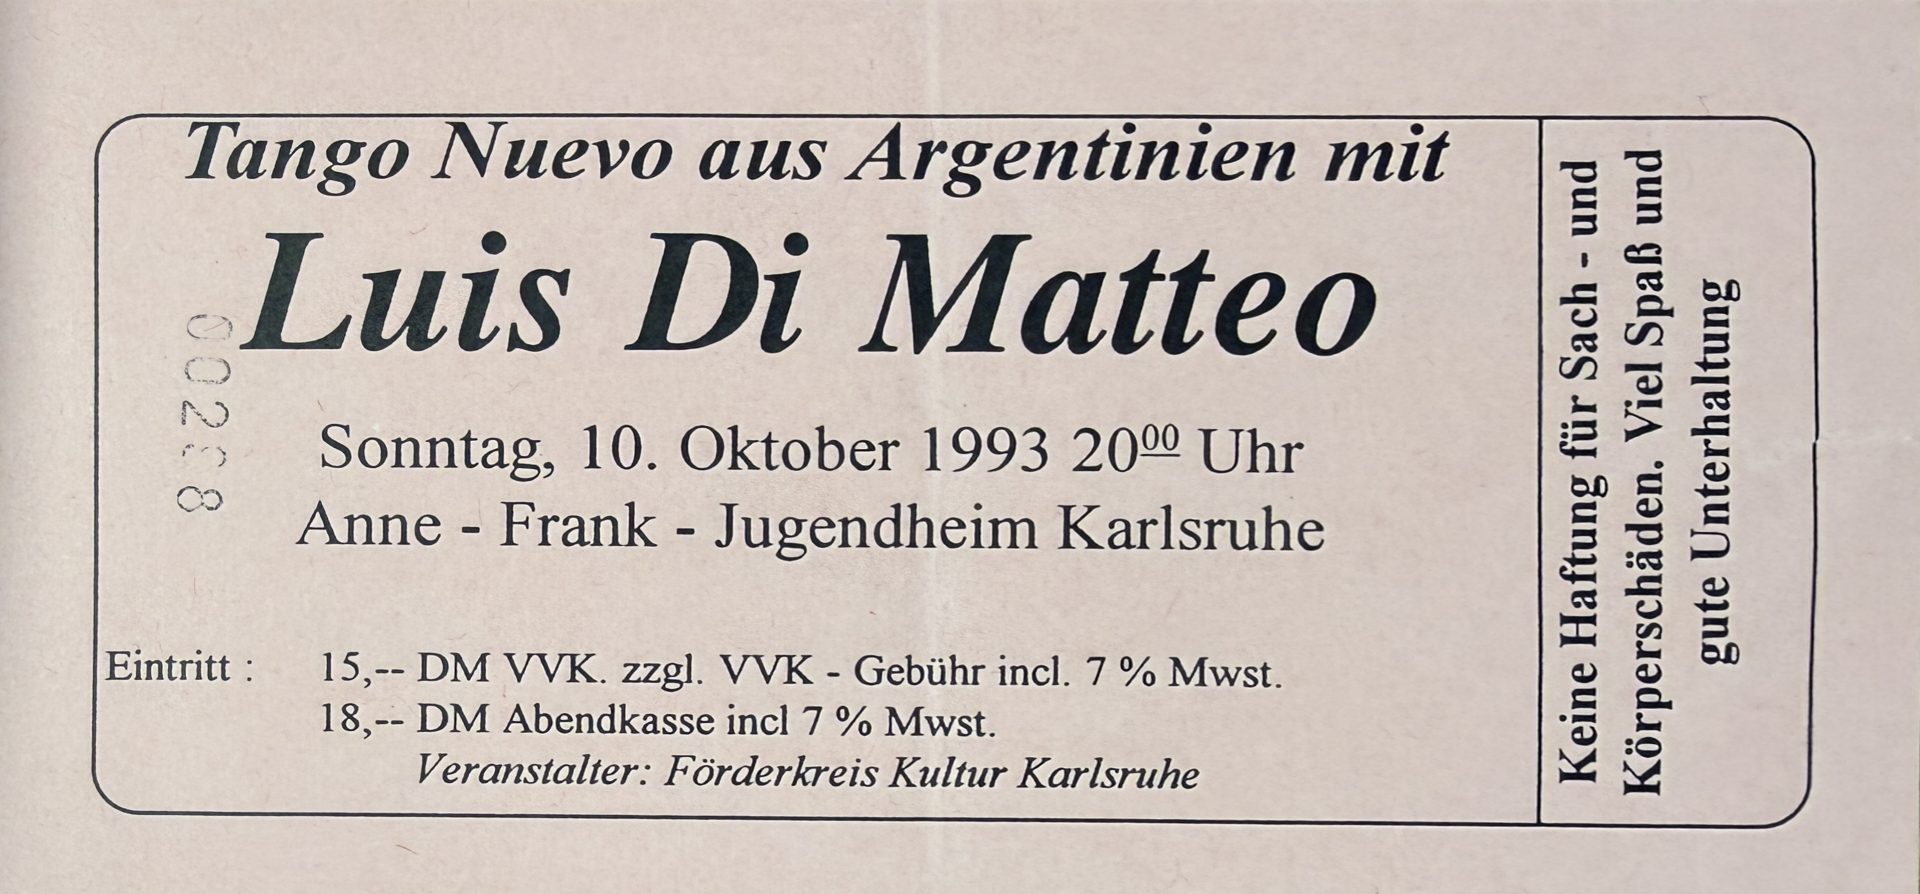 Tango Nuevo aus Argentinien mit
Luis Di Matteo
Sonntag, 10. Oktober 1993 20⁰⁰ Uhr
Anne - Frank - Jugendheim Karlsruhe
Eintritt : 15,-- DM VVK. zzgl. VVK - Gebühr incl. 7 % Mwst.
18,-- DM Abendkasse incl 7 % Mwst.
Veranstalter: Förderkreis Kultur Karlsruhe
Keine Haftung für Sach - und
Körperschäden. Viel Spaß und
gute Unterhaltung